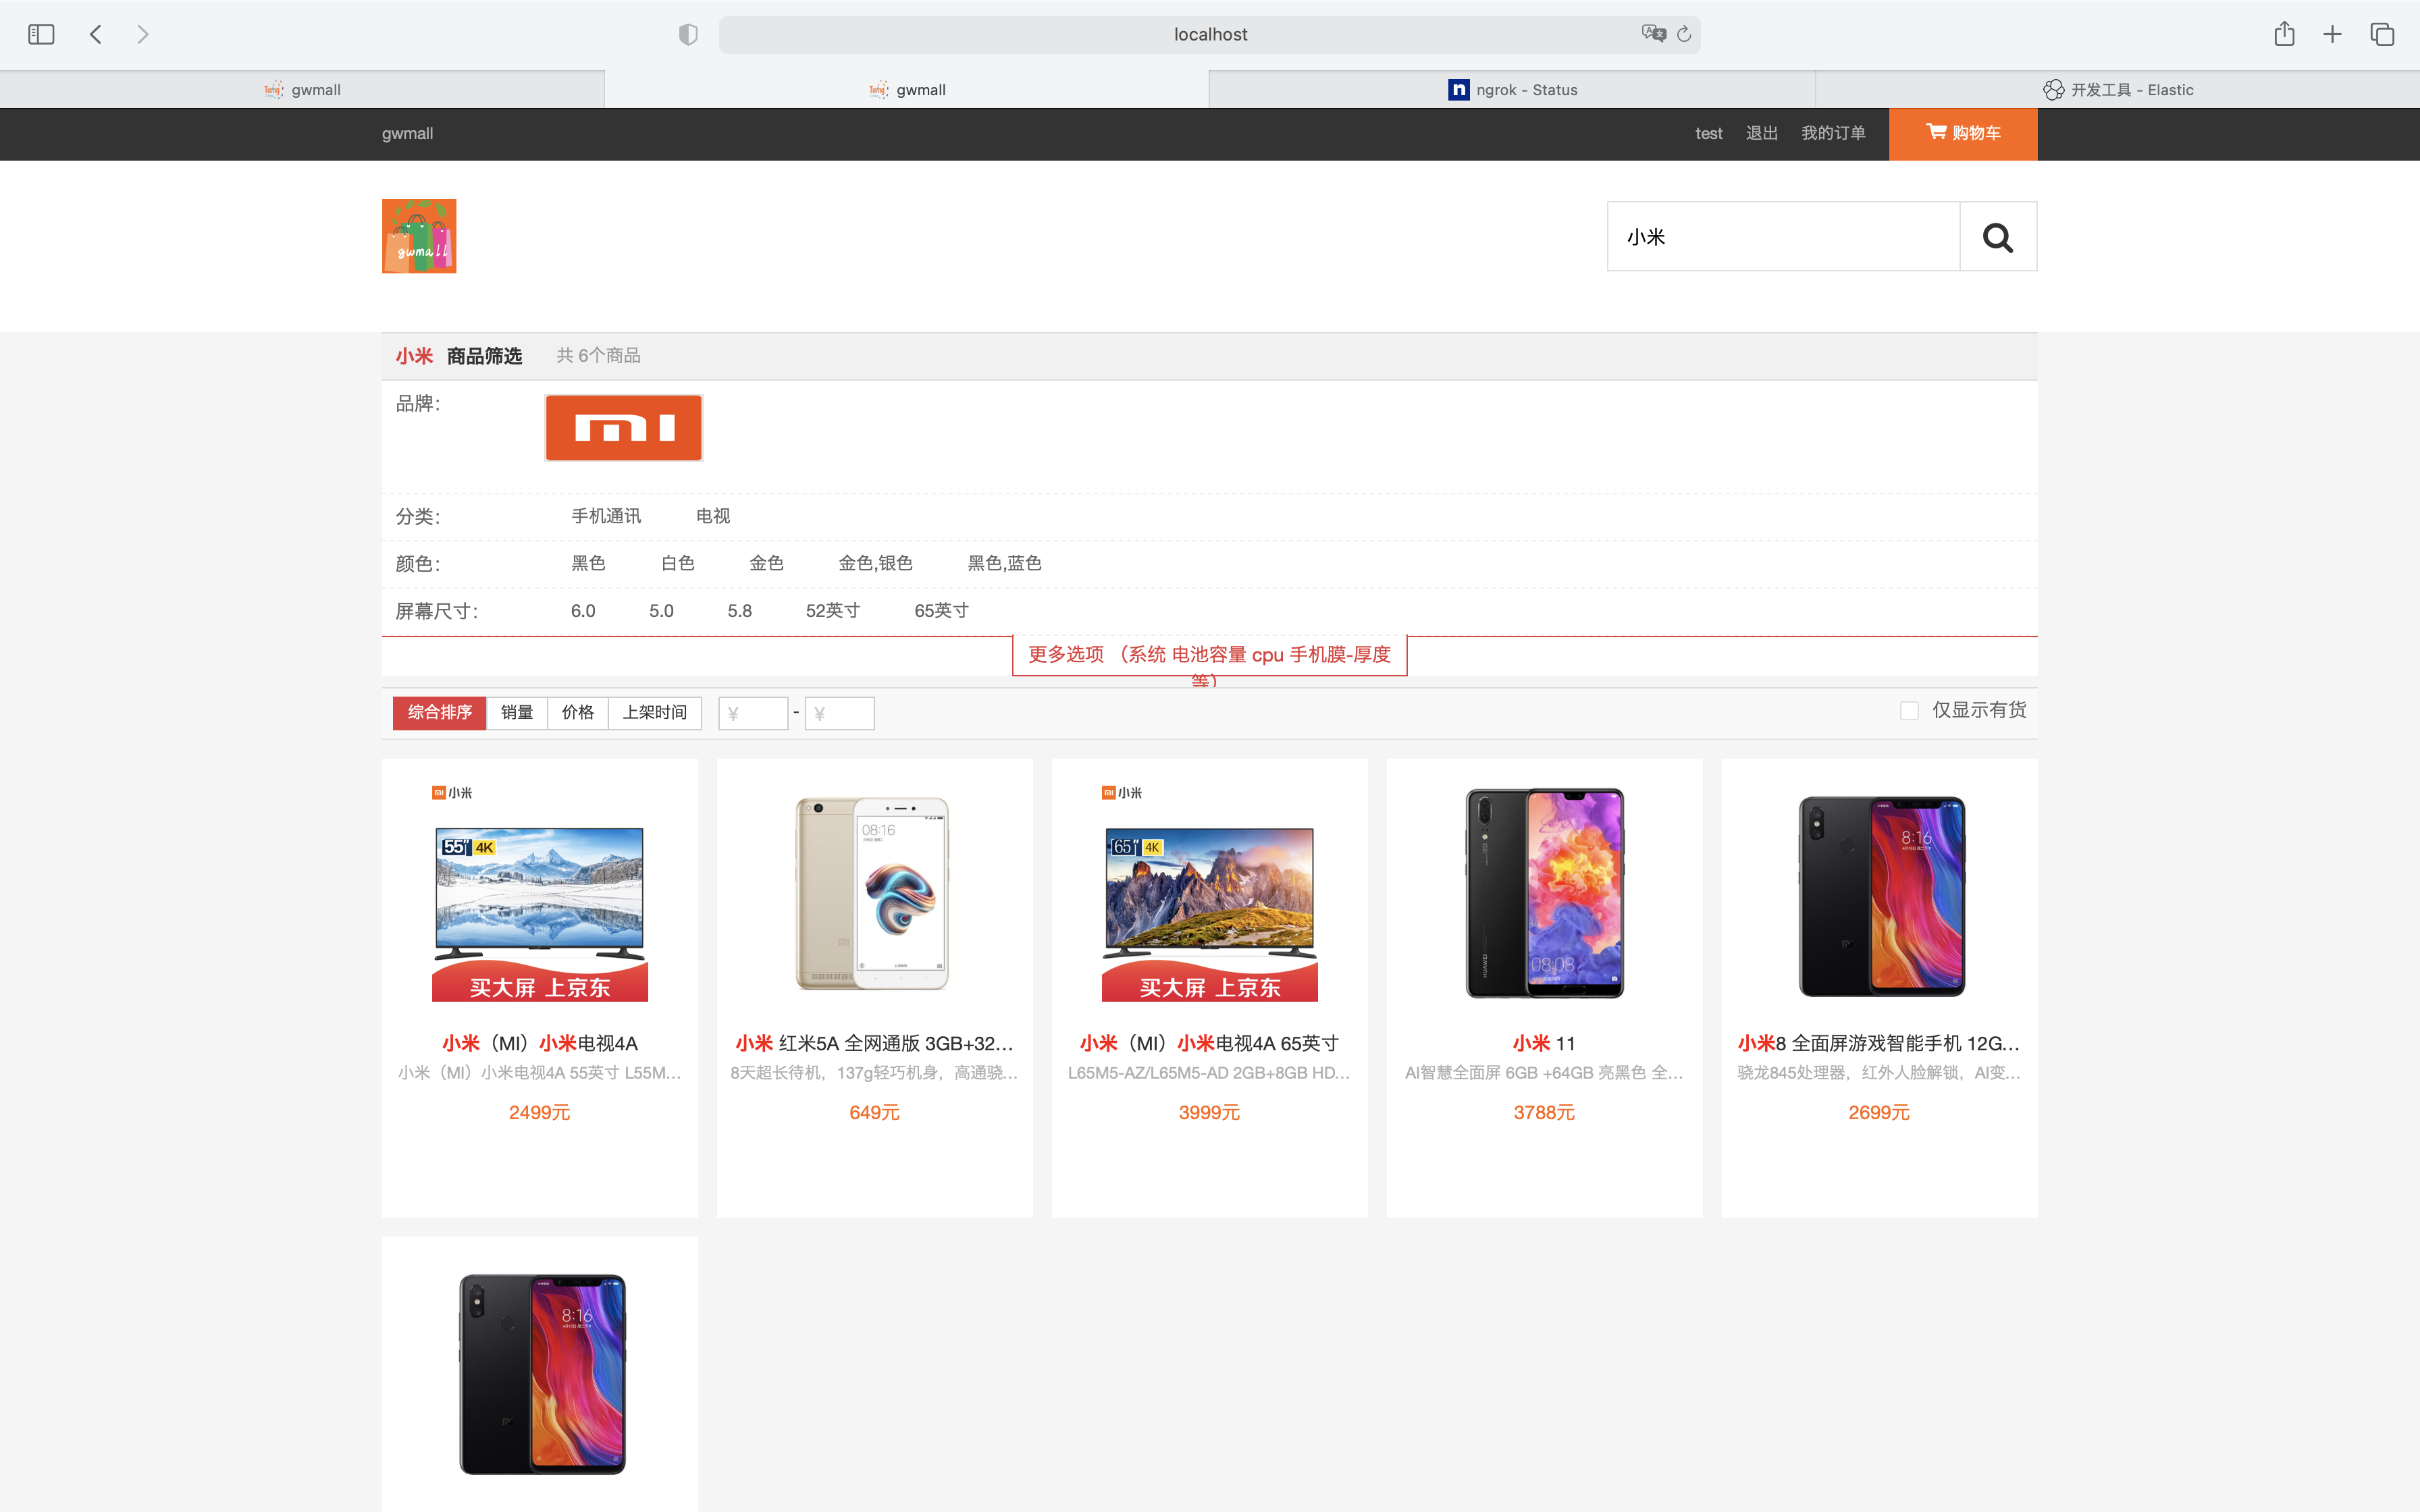 localhost
gwmall
gwmall
ngrok - Status
开发工具 - Elastic
gwmall
test 退出 我的订单 购物车
gwmall
小米
小米 商品筛选 共 6个商品
品牌：
分类： 手机通讯 电视
颜色： 黑色 白色 金色 金色,银色 黑色,蓝色
屏幕尺寸： 6.0 5.0 5.8 52英寸 65英寸
更多选项 （系统 电池容量 cpu 手机膜-厚度
等）
综合排序 销量 价格 上架时间 ¥ - ¥ 仅显示有货
小米
55" 4K
买大屏 上京东
小米（MI）小米电视4A
小米（MI）小米电视4A 55英寸 L55M...
2499元
08:16
小米 红米5A 全网通版 3GB+32...
8天超长待机，137g轻巧机身，高通骁...
649元
小米
65" 4K
买大屏 上京东
小米（MI）小米电视4A 65英寸
L65M5-AZ/L65M5-AD 2GB+8GB HD...
3999元
HUAWEI
08:08
小米 11
AI智慧全面屏 6GB +64GB 亮黑色 全...
3788元
8:16
小米8 全面屏游戏智能手机 12G...
骁龙845处理器，红外人脸解锁，AI变...
2699元
8:16